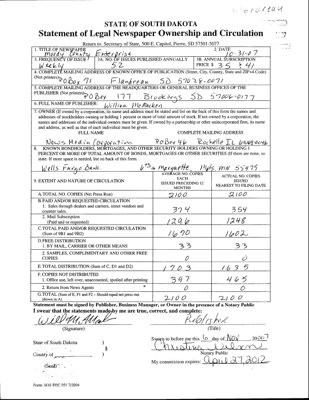 STATE OF SOUTH DAKOTA
Statement of Legal Newspaper Ownership and Circulation
Return to: Secretary of State, 500 E. Capitol, Pierre, SD 57501-5077
1. TITLE OF NEWSPAPER
Moody County Enterprise
2. DATE
10-31-07
3. FREQUENCY OF ISSUE
Weekly
3A. NO. OF ISSUES PUBLISHED ANNUALLY
52
3B. ANNUAL SUBSCRIPTION
PRICE $ 35 & 41
4. COMPLETE MAILING ADDRESS OF KNOWN OFFICE OF PUBLICATION (Street, City, County, State and ZIP+4 Code)
(Not printers)
PO Box 71 Flandreau SD 57028
5. COMPLETE MAILING ADDRESS OF THE HEADQUARTERS OR GENERAL BUSINESS OFFICES OF THE
PUBLISHER (Not printer)
PO Box 177 Brookings SD 57006-0177
6. FULL NAME OF PUBLISHER
William McMacken
7. OWNER (If owned by a corporation, its name and address must be stated and list on the back of this form the names and
addresses of stockholders owning or holding 1 percent or more of total amount of stock. If not owned by a corporation, the
names and addresses of the individual owners must be given. If owned by a partnership or other unincorporated firm, its name
and address, as well as that of each individual must be given.
FULL NAME
COMPLETE MAILING ADDRESS
News Media Corporation PO Box 46 Rochelle IL
8. KNOWN BONDHOLDERS, MORTGAGES, AND OTHER SECURITY HOLDERS OWNING OR HOLDING 1
PERCENT OR MORE OF TOTAL AMOUNT OF BONDS, MORTGAGES OR OTHER SECURITIES (If there are none, so
state. If more space is needed, list on back of this form.
Wells Fargo Bank 6th & Marquette Mpls, MN 55479
9. EXTENT AND NATURE OF CIRCULATION
AVERAGE NO. COPIES
EACH
ISSUED PRECEDING 12
MONTHS
ACTUAL NO. COPIES
ISSUED
NEAREST TO FILING DATE
A. TOTAL NO. COPIES (Net Press Run)
2100
2100
B. PAID AND/OR REQUESTED CIRCULATION
1. Sales through dealers and carriers, street vendors and
counter sales.
374
354
2. Mail Subscription
(Paid and or requested)
1296
1248
C. TOTAL PAID AND/OR REQUESTED CIRCULATION
(Sum of 9B1 and 9B2)
1670
1602
D. FREE DISTRIBUTION
1. BY MAIL, CARRIER OR OTHER MEANS
33
33
2. SAMPLES, COMPLIMENTARY AND OTHER FREE
COPIES
0
0
E. TOTAL DISTRIBUTION (Sum of C, D1 and D2)
1703
1635
F. COPIES NOT DISTRIBUTED
1. Office use, left over, unaccounted, spoiled after printing
397
465
2. Return from News Agents
0
0
G. TOTAL (Sum of E, F1 and F2 - Should equal net press run
shown in A)
2100
2100
Statement must be signed by Publisher, Business Manager, or Owner in the presence of a Notary Public
I swear that the statements made by me are true, correct, and complete:
Publisher
(Signature)
(Title)
State of South Dakota )
County of )
(Seal)
Sworn to before me this 6 day of Nov 2007
Christina Wilson
Notary Public
My commission expires: April 27, 2012